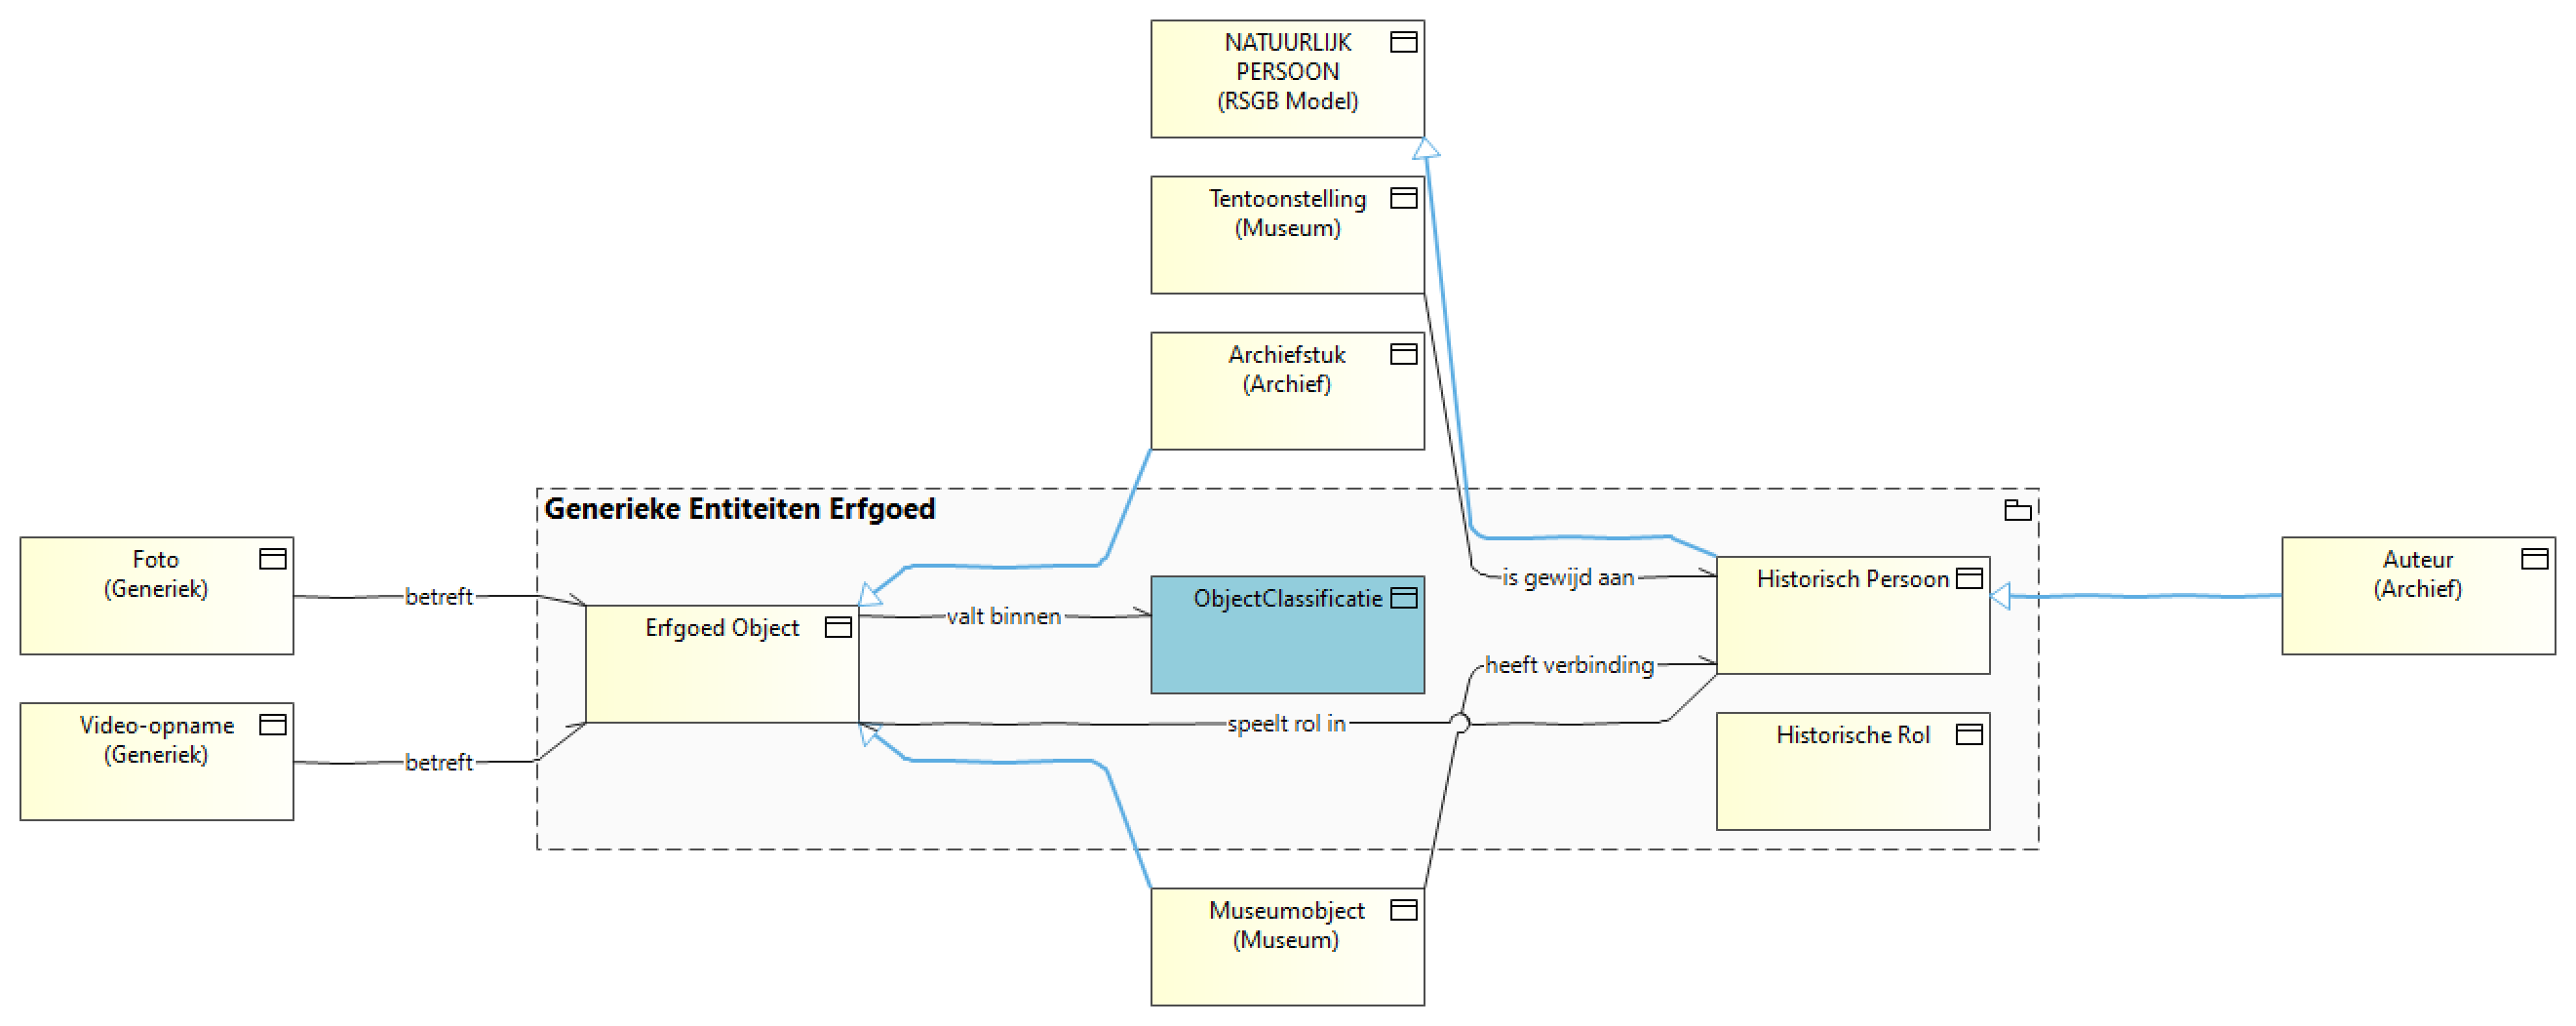 NATUURLIJK
PERSOON
(RSGB Model)
Tentoonstelling
(Museum)
Archiefstuk
(Archief)
Generieke Entiteiten Erfgoed
Foto
(Generiek)
betreft
Video-opname
(Generiek)
betreft
Erfgoed Object
valt binnen
ObjectClassificatie
is gewijd aan
Historisch Persoon
heeft verbinding
speelt rol in
Historische Rol
Auteur
(Archief)
Museumobject
(Museum)